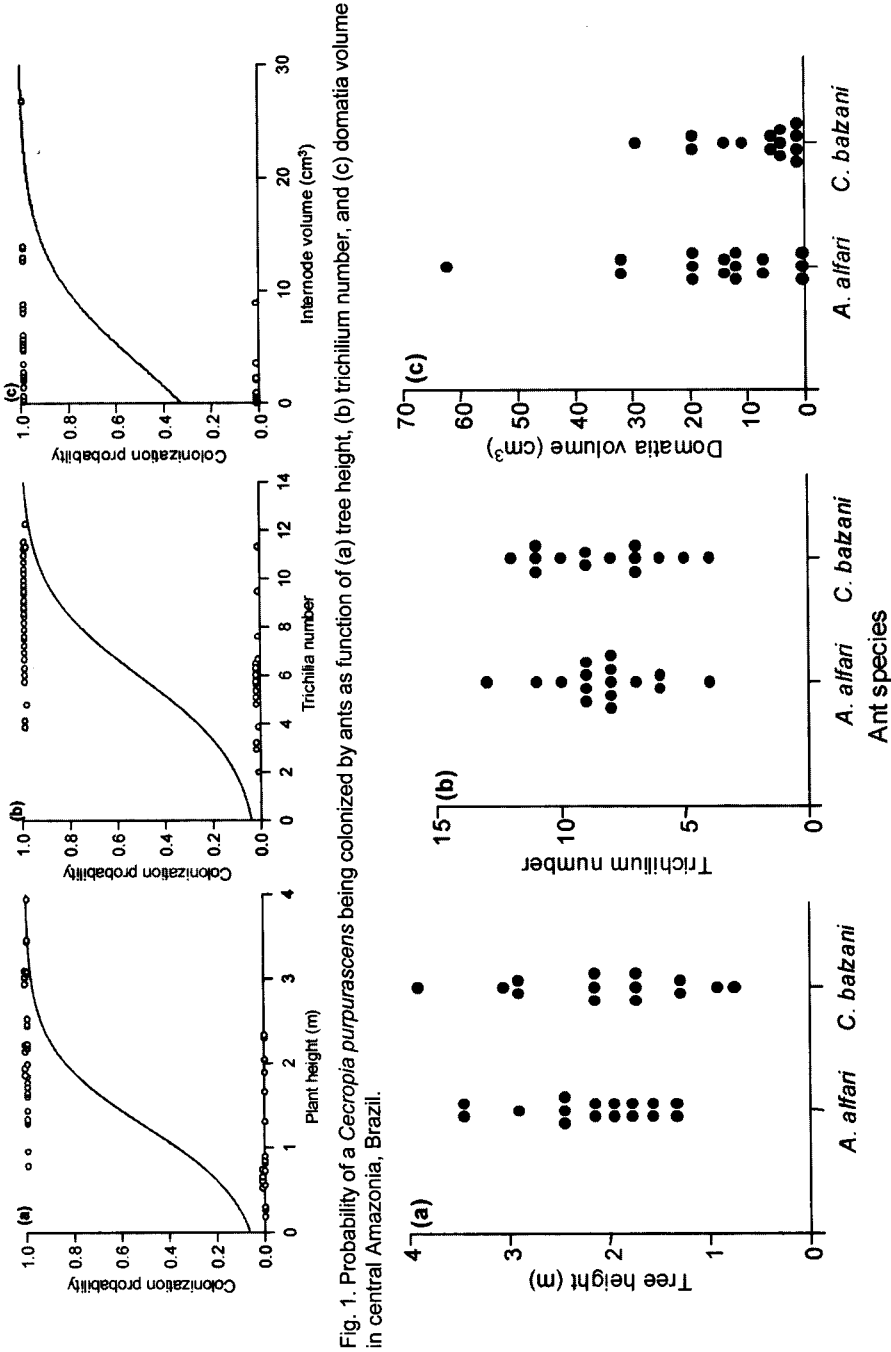 (a)
1.0
0.8
0.6
0.4
0.2
0.0
Colonization probability
0 1 2 3 4
Plant height (m)
(b)
1.0
0.8
0.6
0.4
0.2
0.0
Colonization probability
0 2 4 6 8 10 12 14
Trichilia number
(c)
1.0
0.8
0.6
0.4
0.2
0.0
Colonization probability
0 10 20 30
Internode volume (cm³)
Fig. 1. Probability of a Cecropia purpurascens being colonized by ants as function of (a) tree height, (b) trichilium number, and (c) domatia volume
in central Amazonia, Brazil.
(a)
4
3
2
1
0
Tree height (m)
A. alfari C. balzani
(b)
15
10
5
0
Trichilium number
A. alfari C. balzani
(c)
70
60
50
40
30
20
10
0
Domatia volume (cm³)
A. alfari C. balzani
Ant species